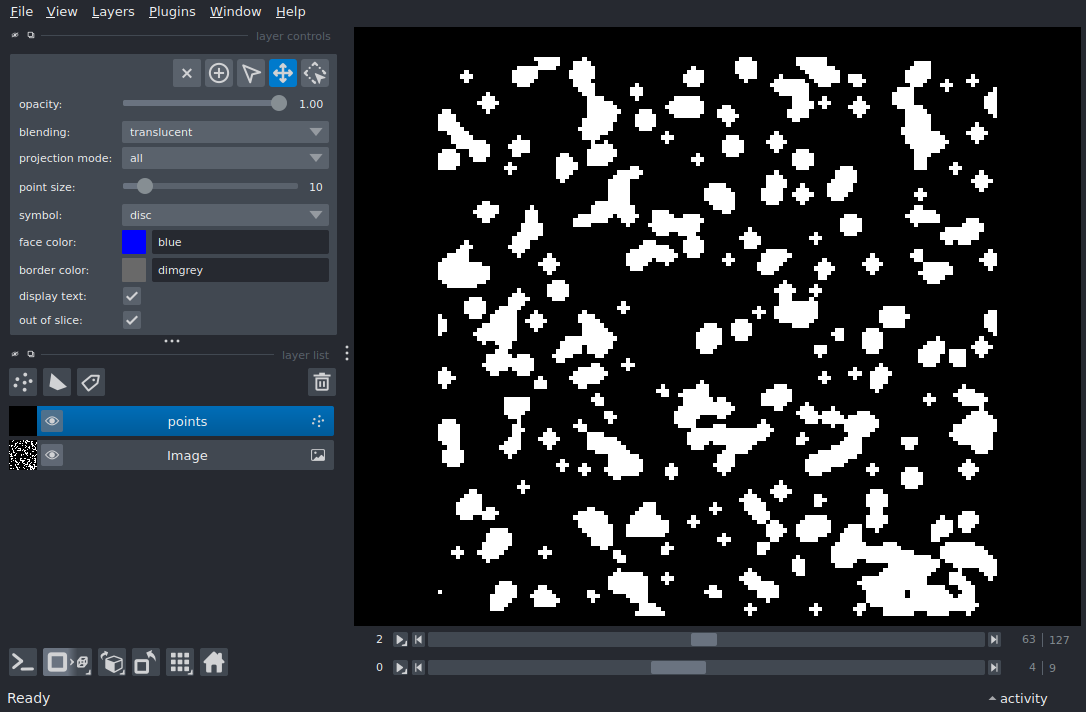 File View Layers Plugins Window Help
layer controls
opacity: 1.00
blending: translucent
projection mode: all
point size: 10
symbol: disc
face color: blue
border color: dimgrey
display text:
out of slice:
layer list
points
Image
2 63 127
0 4 9
Ready activity